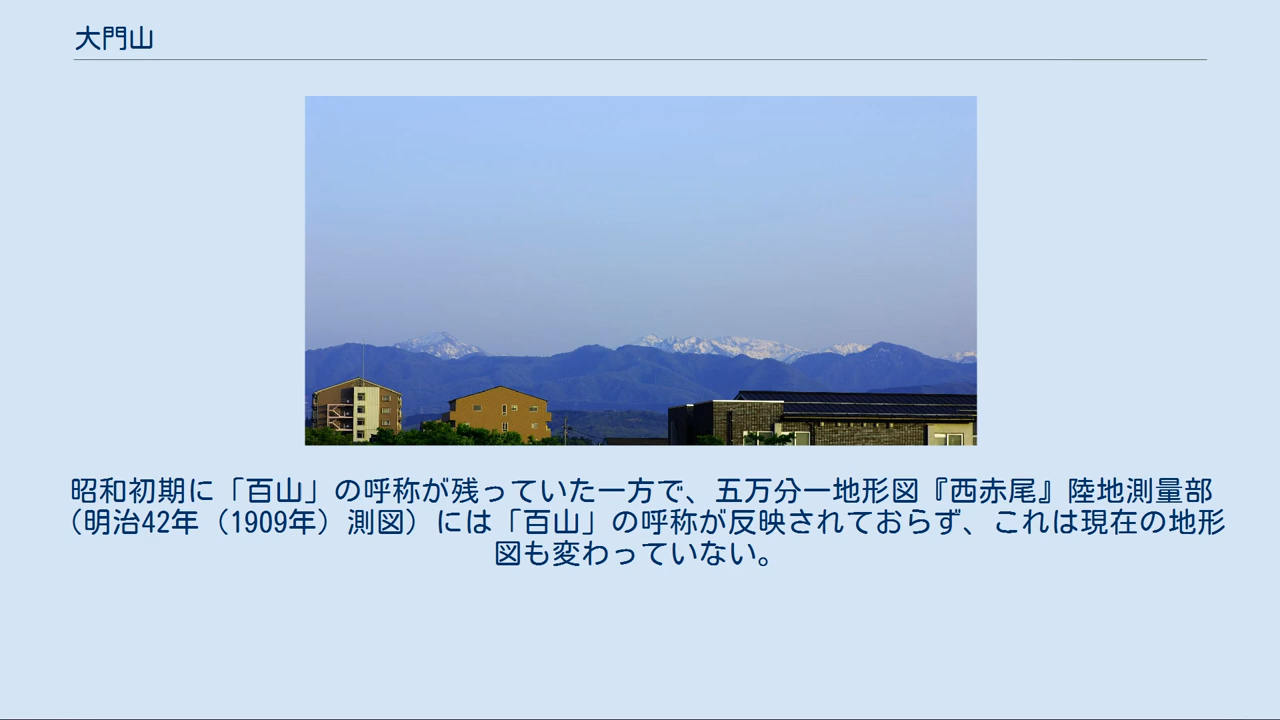 大門山
昭和初期に「百山」の呼称が残っていた一方で、五万分一地形図『西赤尾』陸地測量部
（明治42年（1909年）測図）には「百山」の呼称が反映されておらず、これは現在の地形
図も変わっていない。